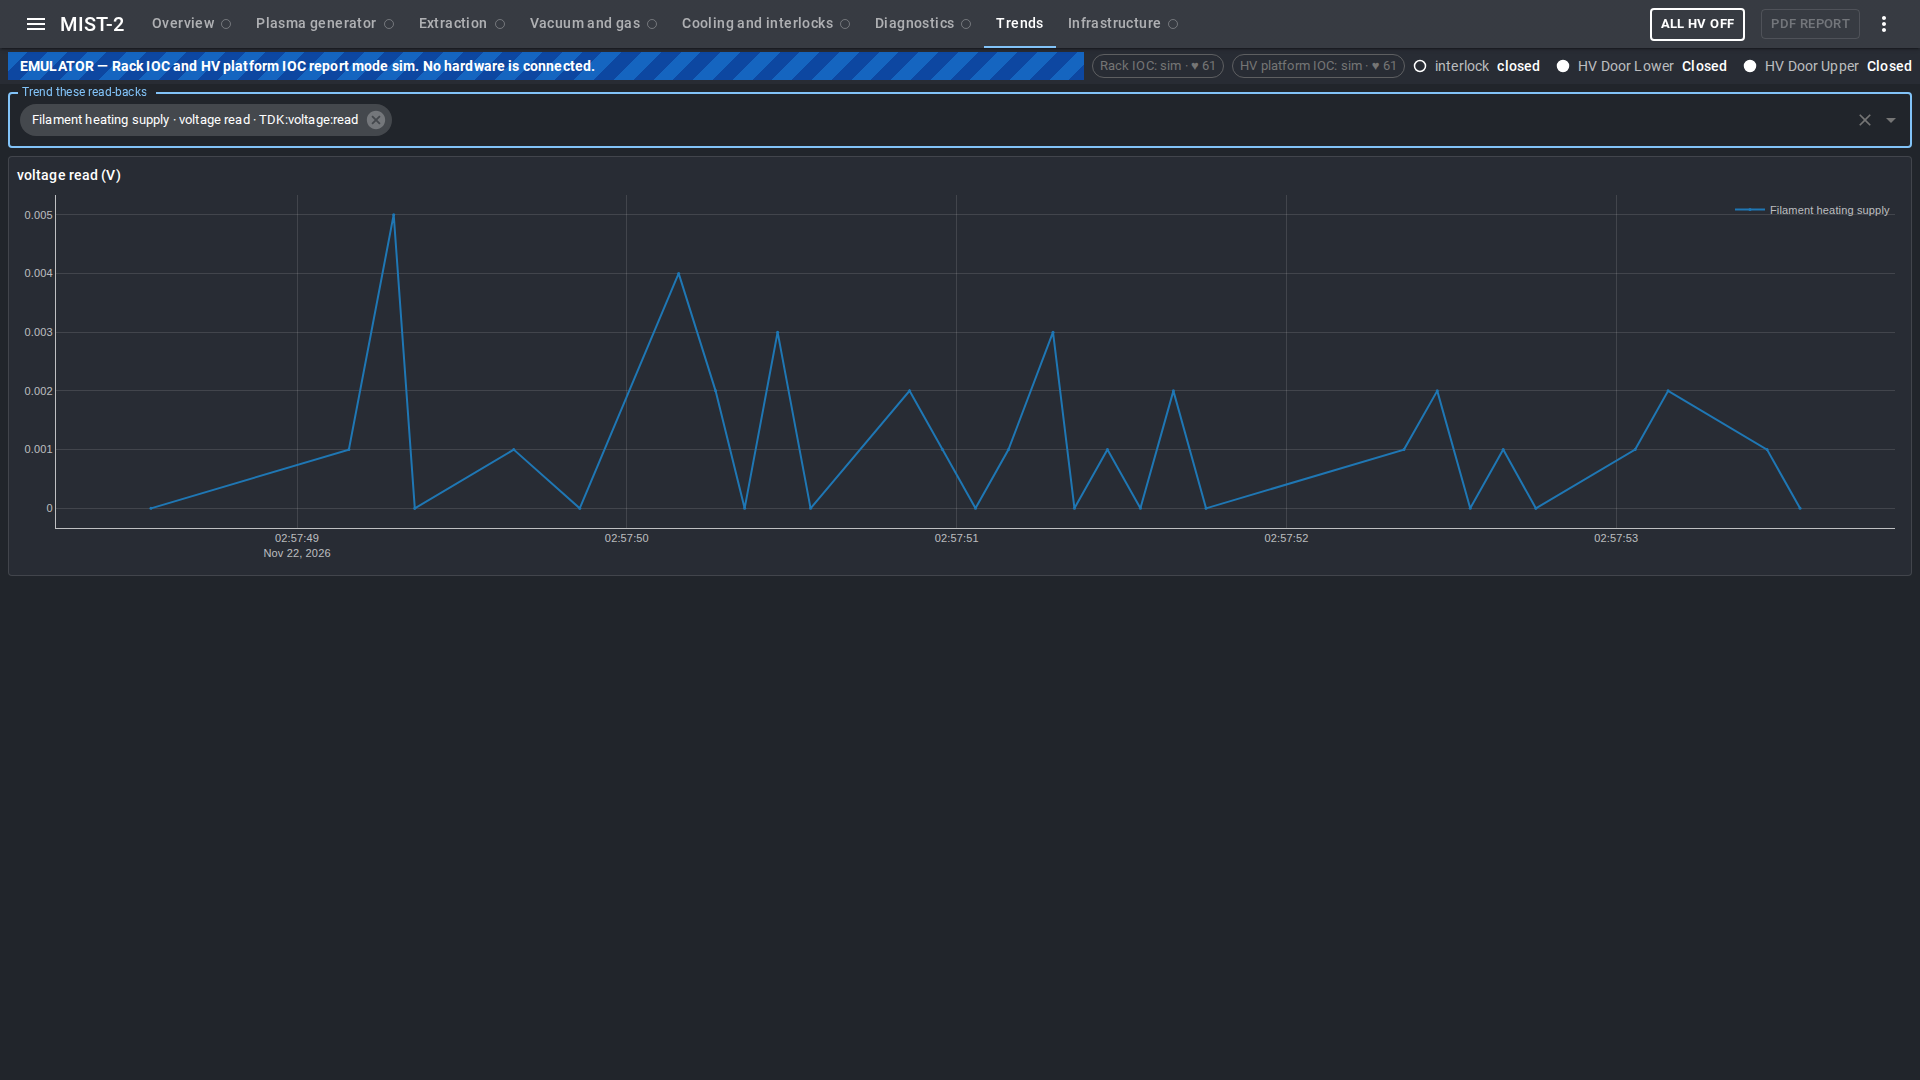 MIST-2 Overview Plasma generator Extraction Vacuum and gas Cooling and interlocks Diagnostics Trends Infrastructure ALL HV OFF PDF REPORT
EMULATOR — Rack IOC and HV platform IOC report mode sim. No hardware is connected. Rack IOC: sim · ♥ 61 HV platform IOC: sim · ♥ 61 interlock closed HV Door Lower Closed HV Door Upper Closed
Trend these read-backs
Filament heating supply · voltage read · TDK:voltage:read
voltage read (V)
Filament heating supply
0.005
0.004
0.003
0.002
0.001
0
02:57:49 02:57:50 02:57:51 02:57:52 02:57:53
Nov 22, 2026